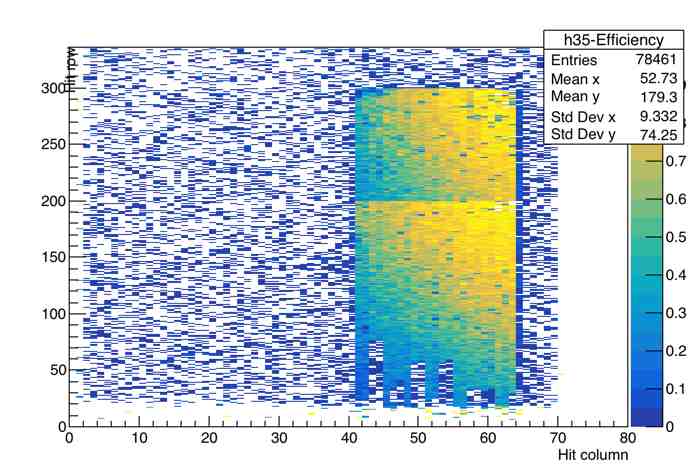 h35-Efficiency
Entries 78461
Mean x 52.73
Mean y 179.3
Std Dev x 9.332
Std Dev y 74.25
300
250
200
150
100
50
0
0 10 20 30 40 50 60 70 80
Hit column
0.7
0.6
0.5
0.4
0.3
0.2
0.1
0